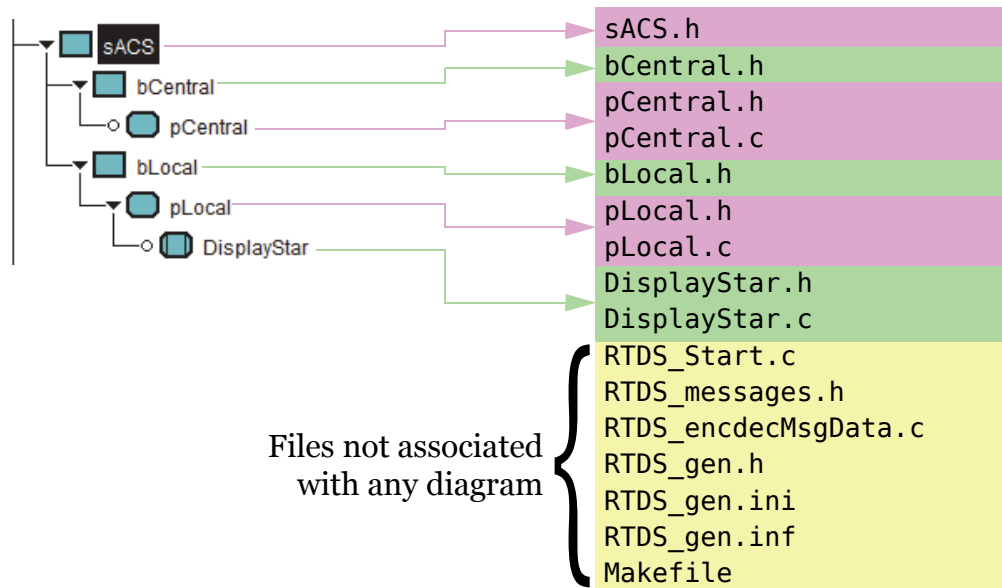 sACS
bCentral
pCentral
bLocal
pLocal
DisplayStar
sACS.h
bCentral.h
pCentral.h
pCentral.c
bLocal.h
pLocal.h
pLocal.c
DisplayStar.h
DisplayStar.c
Files not associated
with any diagram
RTDS_Start.c
RTDS_messages.h
RTDS_encdecMsgData.c
RTDS_gen.h
RTDS_gen.ini
RTDS_gen.inf
Makefile